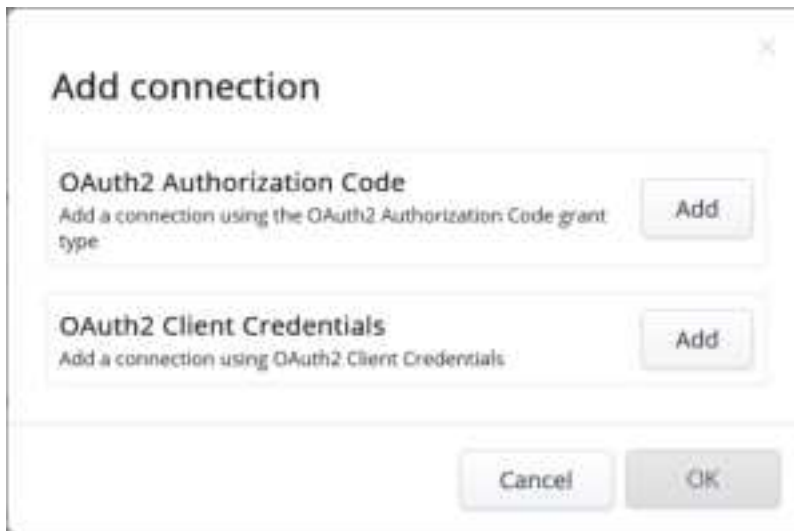 Add connection
OAuth2 Authorization Code
Add a connection using the OAuth2 Authorization Code grant
type
Add
OAuth2 Client Credentials
Add a connection using OAuth2 Client Credentials
Add
Cancel
OK